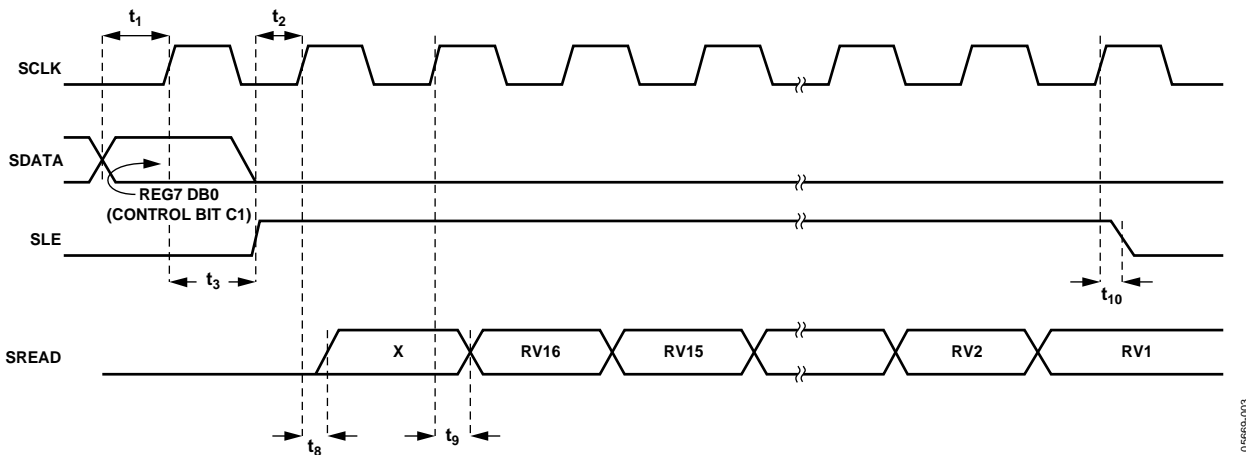 t1
t2
SCLK
SDATA
REG7 DB0
(CONTROL BIT C1)
SLE
t3
t10
SREAD
X
RV16
RV15
RV2
RV1
t8
t9
05669-003